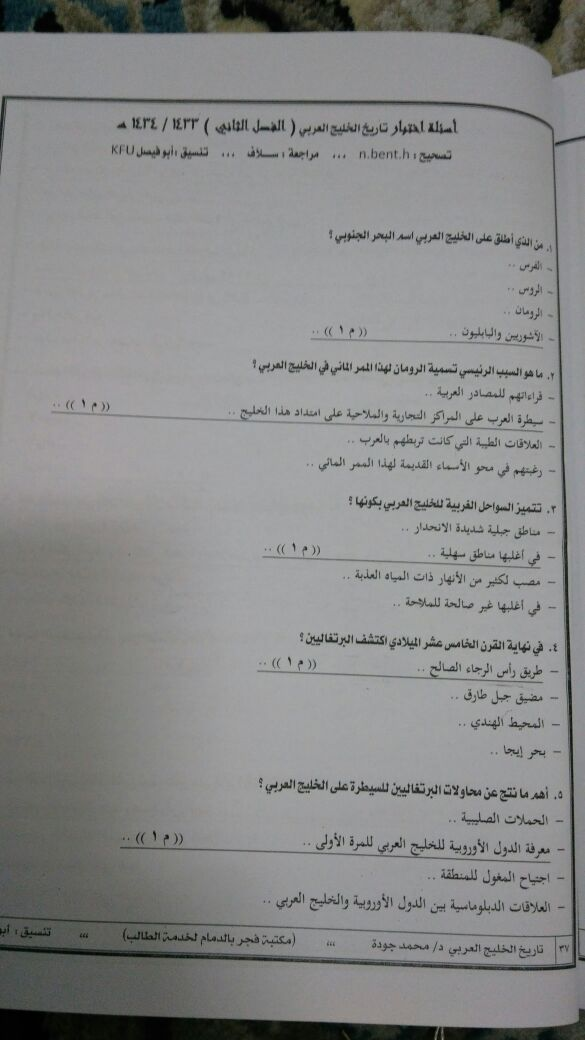 أسئلة اختبار تاريخ الخليج العربي ( الفصل الثاني ) ١٤٣٣ / ١٤٣٤ هـ
تصحيح : n.bent.h ،،، مراجعة : سـلاف ،،، تنسيق : أبو فيصل KFU
١. من الذي أطلق على الخليج العربي اسم البحر الجنوبي ؟
- الفرس ..
- الروس ..
- الرومان ..
- الآشوريين والبابليون .. (( م ١ )) ..
٢. ما هو السبب الرئيسي تسمية الرومان لهذا الممر المائي في الخليج العربي ؟
- قراءاتهم للمصادر العربية ..
- سيطرة العرب على المراكز التجارية والملاحية على امتداد هذا الخليج .. (( م ١ )) ..
- العلاقات الطيبة التي كانت تربطهم بالعرب ..
- رغبتهم في محو الأسماء القديمة لهذا الممر المائي ..
٣. تتميز السواحل الغربية للخليج العربي بكونها ؟
- مناطق جبلية شديدة الانحدار ..
- في أغلبها مناطق سهلية .. (( م ١ )) ..
- مصب لكثير من الأنهار ذات المياه العذبة ..
- في أغلبها غير صالحة للملاحة ..
٤. في نهاية القرن الخامس عشر الميلادي اكتشف البرتغاليين ؟
- طريق رأس الرجاء الصالح .. (( م ١ )) ..
- مضيق جبل طارق ..
- المحيط الهندي ..
- بحر إيجا ..
٥. أهم ما نتج عن محاولات البرتغاليين للسيطرة على الخليج العربي ؟
- الحملات الصليبية ..
- معرفة الدول الأوروبية للخليج العربي للمرة الأولى .. (( م ١ )) ..
- اجتياح المغول للمنطقة ..
- العلاقات الدبلوماسية بين الدول الأوروبية والخليج العربي ..
٣٧ تاريخ الخليج العربي د/ محمد جودة ،،، (مكتبة فجر بالدمام لخدمة الطالب) ،،، تنسيق : أبو